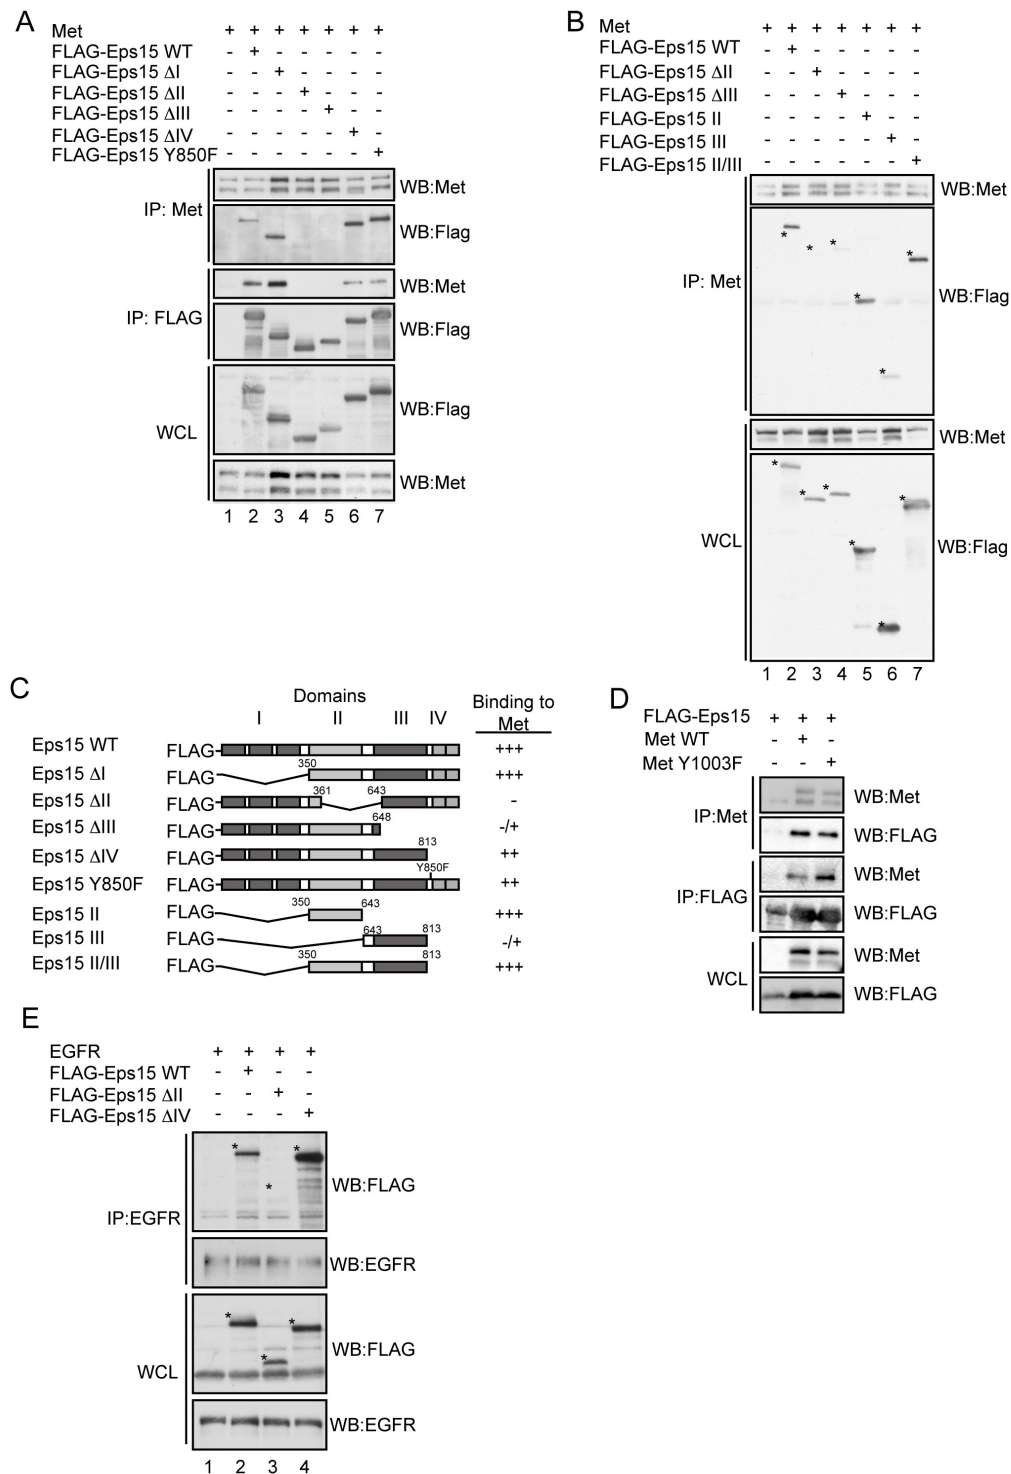 A
Met + + + + + + +
FLAG-Eps15 WT - + - - - - -
FLAG-Eps15 ΔI - - + - - - -
FLAG-Eps15 ΔII - - - + - - -
FLAG-Eps15 ΔIII - - - - + - -
FLAG-Eps15 ΔIV - - - - - + -
FLAG-Eps15 Y850F - - - - - - +
IP: Met
WB:Met
WB:Flag
IP: FLAG
WB:Met
WB:Flag
WCL
WB:Flag
WB:Met
1 2 3 4 5 6 7
B
Met + + + + + + +
FLAG-Eps15 WT - + - - - - -
FLAG-Eps15 ΔII - - + - - - -
FLAG-Eps15 ΔIII - - - + - - -
FLAG-Eps15 II - - - - + - -
FLAG-Eps15 III - - - - - + -
FLAG-Eps15 II/III - - - - - - +
IP: Met
WB:Met
* * * * * *
WB:Flag
WCL
WB:Met
* * * * * *
WB:Flag
1 2 3 4 5 6 7
C
Domains
I II III IV
Binding to
Met
Eps15 WT FLAG +++
Eps15 ΔI FLAG 350 +++
Eps15 ΔII FLAG 361 643 -
Eps15 ΔIII FLAG 648 -/+
Eps15 ΔIV FLAG 813 ++
Eps15 Y850F FLAG Y850F ++
Eps15 II FLAG 350 643 +++
Eps15 III FLAG 643 813 -/+
Eps15 II/III FLAG 350 813 +++
D
FLAG-Eps15 + + +
Met WT - + -
Met Y1003F - - +
IP:Met
WB:Met
WB:FLAG
IP:FLAG
WB:Met
WB:FLAG
WCL
WB:Met
WB:FLAG
E
EGFR + + + +
FLAG-Eps15 WT - + - -
FLAG-Eps15 ΔII - - + -
FLAG-Eps15 ΔIV - - - +
IP:EGFR
* * *
WB:FLAG
WB:EGFR
WCL
* * *
WB:FLAG
WB:EGFR
1 2 3 4